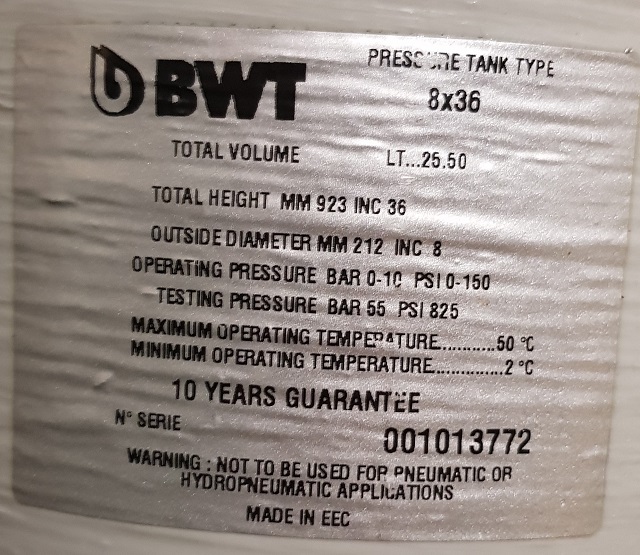 BWT
PRESSURE TANK TYPE
8x36
TOTAL VOLUME LT...25.50
TOTAL HEIGHT MM 923 INC 36
OUTSIDE DIAMETER MM 212 INC 8
OPERATING PRESSURE BAR 0-10 PSI 0-150
TESTING PRESSURE BAR 55 PSI 825
MAXIMUM OPERATING TEMPERATURE...........50 °C
MINIMUM OPERATING TEMPERATURE..............2 °C
10 YEARS GUARANTEE
N° SERIE 001013772
WARNING : NOT TO BE USED FOR PNEUMATIC OR
HYDROPNEUMATIC APPLICATIONS
MADE IN EEC